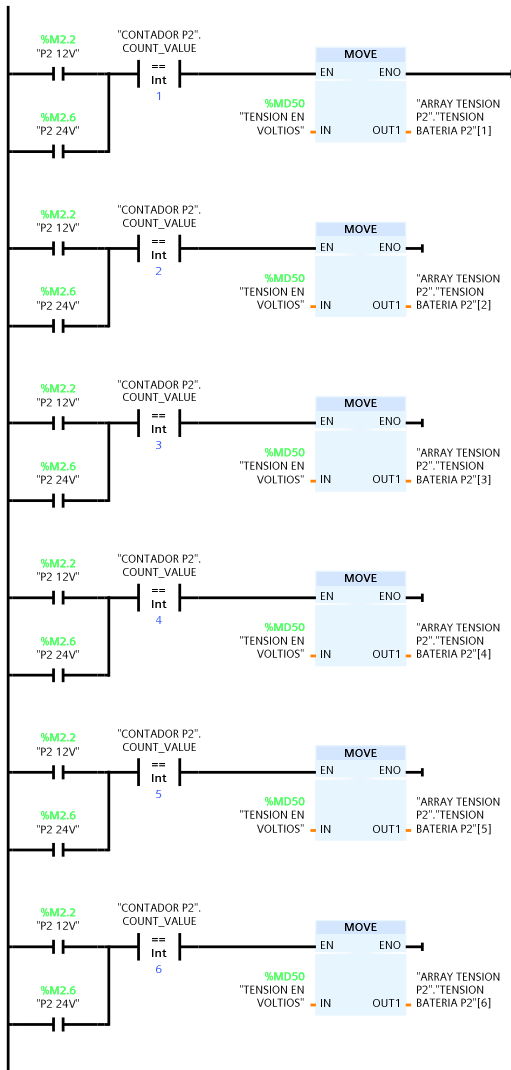 %M2.2
"P2 12V"
"CONTADOR P2".
COUNT_VALUE
==
Int
1
MOVE
EN
ENO
%M2.6
"P2 24V"
%MD50
"TENSION EN
VOLTIOS"
IN
OUT1
"ARRAY TENSION
P2"."TENSION
BATERIA P2"[1]
%M2.2
"P2 12V"
"CONTADOR P2".
COUNT_VALUE
==
Int
2
MOVE
EN
ENO
%M2.6
"P2 24V"
%MD50
"TENSION EN
VOLTIOS"
IN
OUT1
"ARRAY TENSION
P2"."TENSION
BATERIA P2"[2]
%M2.2
"P2 12V"
"CONTADOR P2".
COUNT_VALUE
==
Int
3
MOVE
EN
ENO
%M2.6
"P2 24V"
%MD50
"TENSION EN
VOLTIOS"
IN
OUT1
"ARRAY TENSION
P2"."TENSION
BATERIA P2"[3]
%M2.2
"P2 12V"
"CONTADOR P2".
COUNT_VALUE
==
Int
4
MOVE
EN
ENO
%M2.6
"P2 24V"
%MD50
"TENSION EN
VOLTIOS"
IN
OUT1
"ARRAY TENSION
P2"."TENSION
BATERIA P2"[4]
%M2.2
"P2 12V"
"CONTADOR P2".
COUNT_VALUE
==
Int
5
MOVE
EN
ENO
%M2.6
"P2 24V"
%MD50
"TENSION EN
VOLTIOS"
IN
OUT1
"ARRAY TENSION
P2"."TENSION
BATERIA P2"[5]
%M2.2
"P2 12V"
"CONTADOR P2".
COUNT_VALUE
==
Int
6
MOVE
EN
ENO
%M2.6
"P2 24V"
%MD50
"TENSION EN
VOLTIOS"
IN
OUT1
"ARRAY TENSION
P2"."TENSION
BATERIA P2"[6]